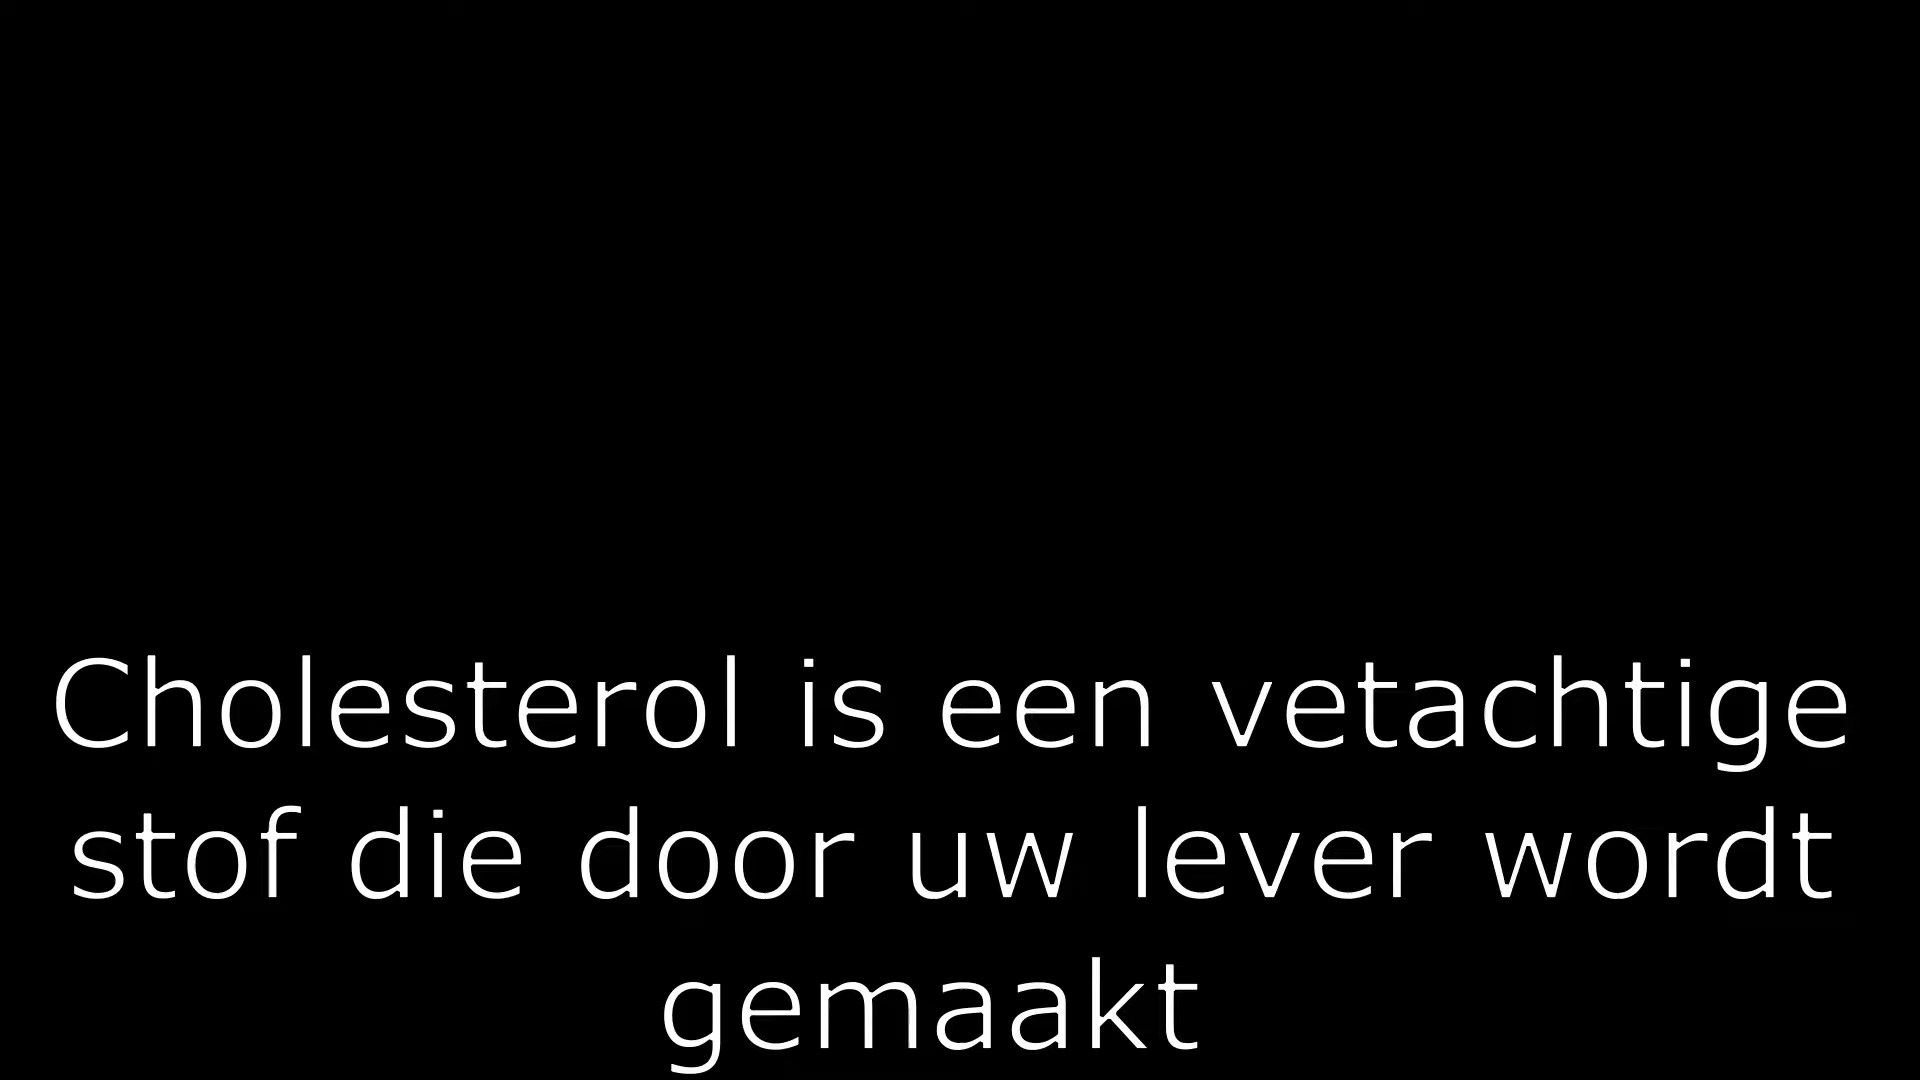 Cholesterol is een vetachtige
stof die door uw lever wordt
gemaakt